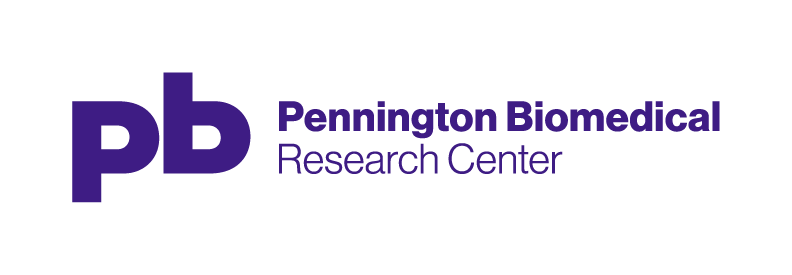 pb
Pennington Biomedical
Research Center